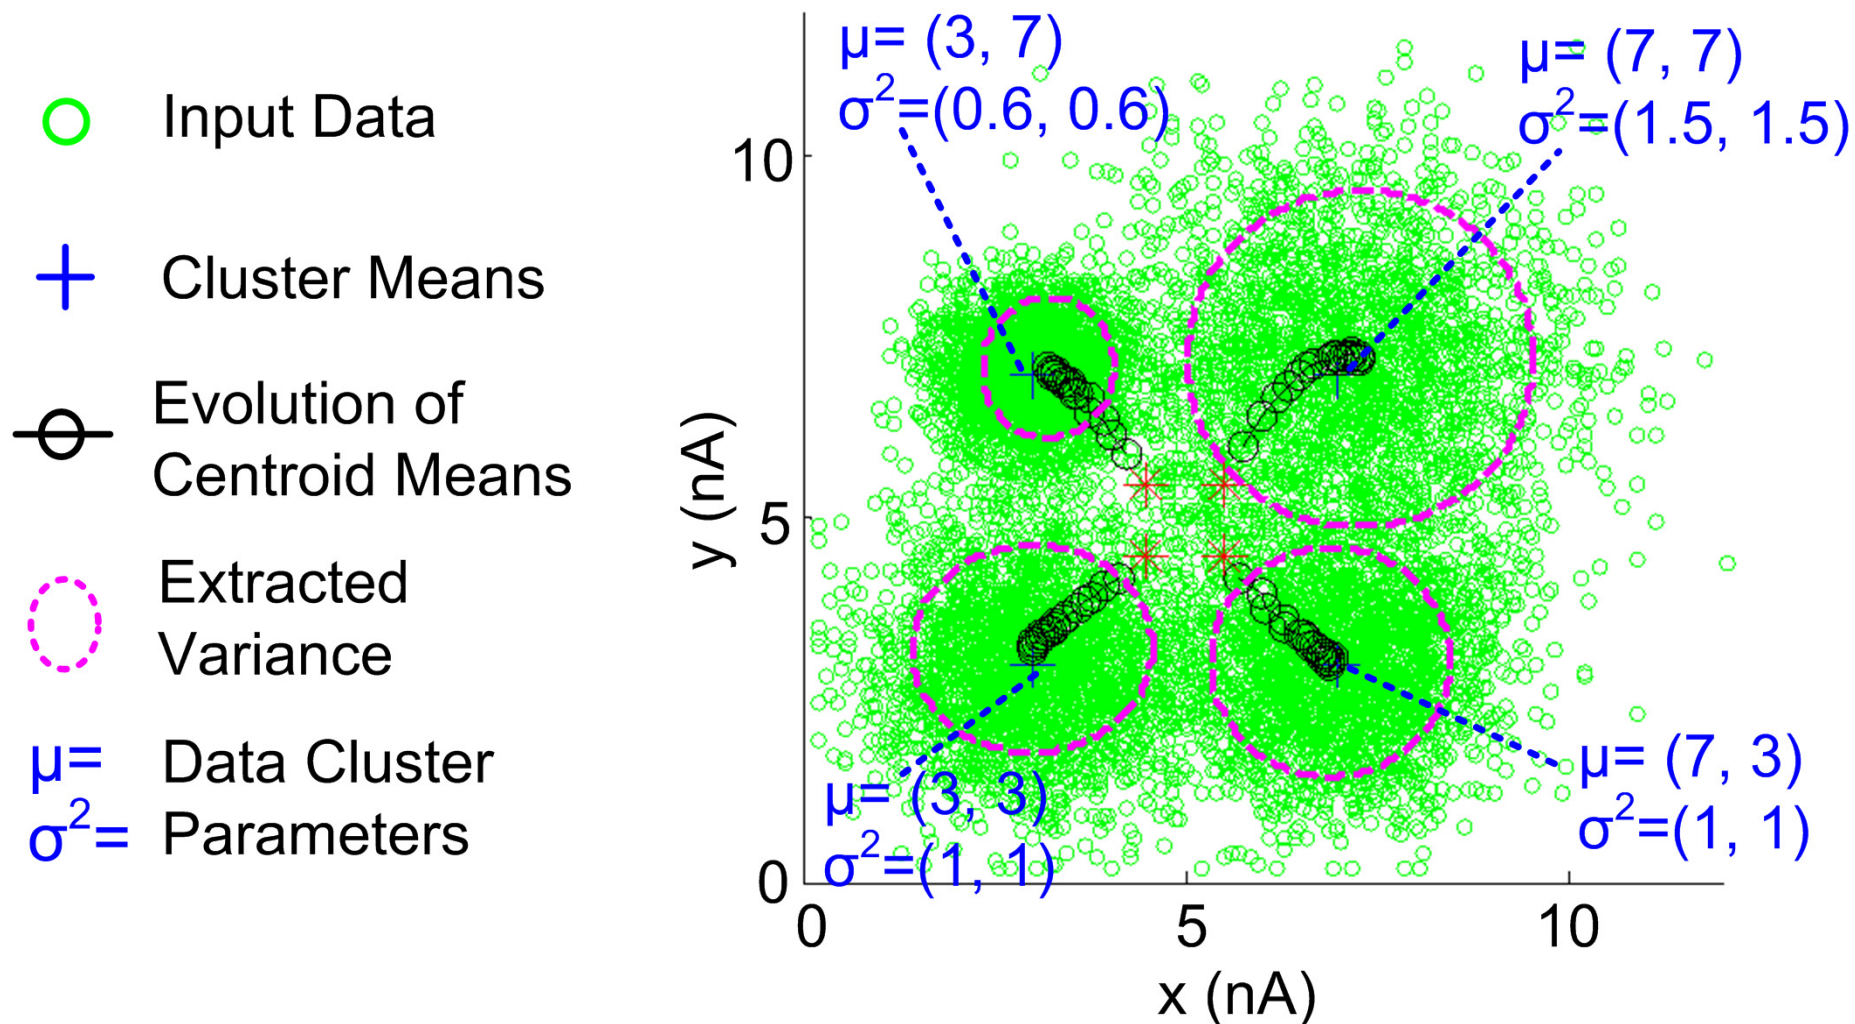 Input Data
Cluster Means
Evolution of
Centroid Means
Extracted
Variance
μ= Data Cluster
σ²= Parameters
μ= (3, 7)
σ²=(0.6, 0.6)
μ= (7, 7)
σ²=(1.5, 1.5)
10
5
0
y (nA)
μ= (3, 3)
σ²=(1, 1)
μ= (7, 3)
σ²=(1, 1)
0 5 10
x (nA)